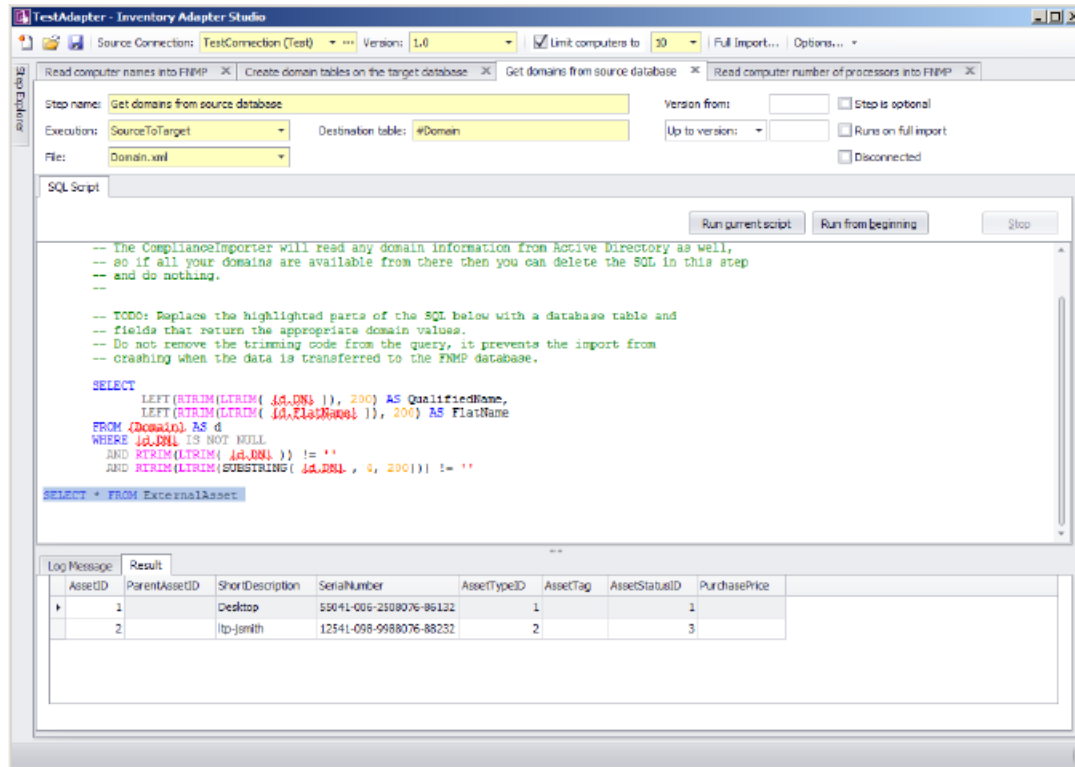 TestAdapter - Inventory Adapter Studio
Source Connection: TestConnection (Test) Version: 1.0 Limit computers to 10 Full Import... Options...
Step Explorer
Read computer names into FNMP X Create domain tables on the target database X Get domains from source database X Read computer number of processors into FNMP X
Step name: Get domains from source database Version from: Step is optional
Execution: SourceToTarget Destination table: #Domain Up to version: Runs on full import
File: Domain.xml Disconnected
SQL Script
Run current script Run from beginning Stop
-- The ComplianceImporter will read any domain information from Active Directory as well,
-- so if all your domains are available from there then you can delete the SQL in this step
-- and do nothing.
--
-- TODO: Replace the highlighted parts of the SQL below with a database table and
-- fields that return the appropriate domain values.
-- Do not remove the trimming code from the query, it prevents the import from
-- crashing when the data is transferred to the FNMP database.
SELECT
LEFT(RTRIM(LTRIM( {d.DN} )), 200) AS QualifiedName,
LEFT(RTRIM(LTRIM( {d.FlatName} )), 200) AS FlatName
FROM {Domain} AS d
WHERE {d.DN} IS NOT NULL
AND RTRIM(LTRIM( {d.DN} )) != ''
AND RTRIM(LTRIM(SUBSTRING( {d.DN} , 4, 200))) != ''
SELECT * FROM ExternalAsset
Log Message Result
AssetID ParentAssetID ShortDescription SerialNumber AssetTypeID AssetTag AssetStatusID PurchasePrice
1 Desktop 55041-006-2508076-86132 1 1
2 ltp-jsmith 12541-098-9988076-88232 2 3